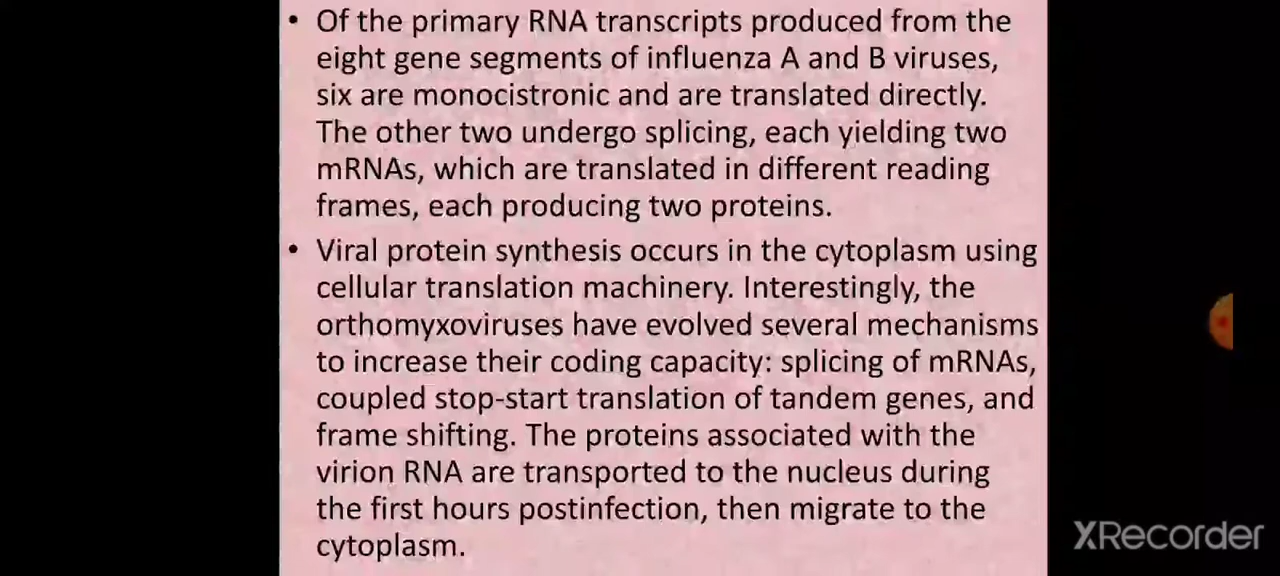 • Of the primary RNA transcripts produced from the
eight gene segments of influenza A and B viruses,
six are monocistronic and are translated directly.
The other two undergo splicing, each yielding two
mRNAs, which are translated in different reading
frames, each producing two proteins.
• Viral protein synthesis occurs in the cytoplasm using
cellular translation machinery. Interestingly, the
orthomyxoviruses have evolved several mechanisms
to increase their coding capacity: splicing of mRNAs,
coupled stop-start translation of tandem genes, and
frame shifting. The proteins associated with the
virion RNA are transported to the nucleus during
the first hours postinfection, then migrate to the
cytoplasm.
XRecorder